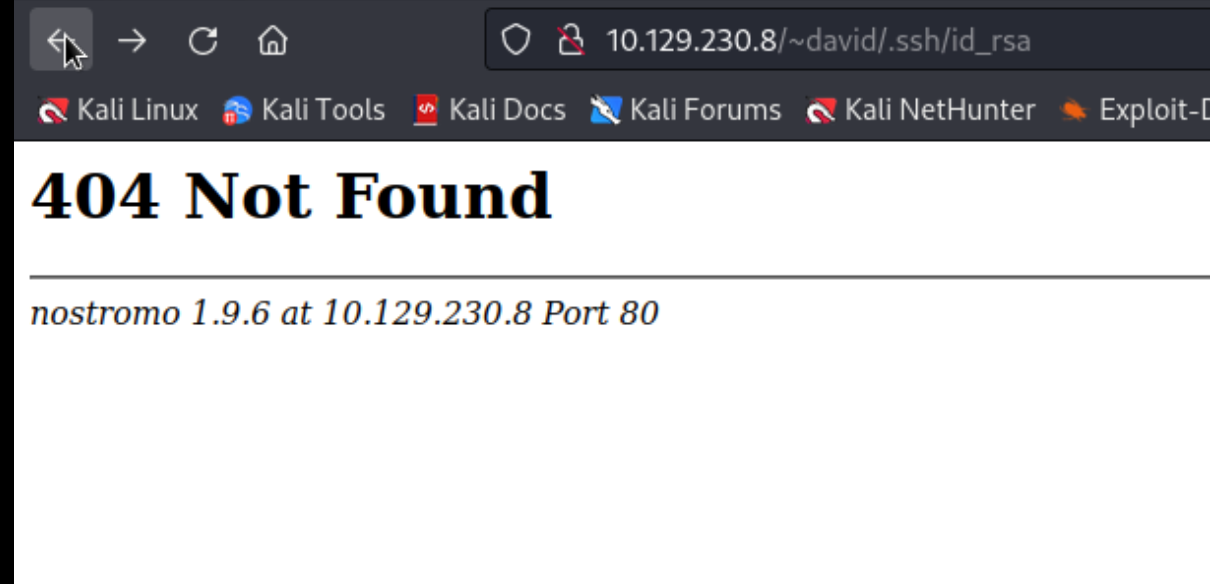 10.129.230.8/~david/.ssh/id_rsa
Kali Linux Kali Tools Kali Docs Kali Forums Kali NetHunter Exploit-D
404 Not Found
nostromo 1.9.6 at 10.129.230.8 Port 80